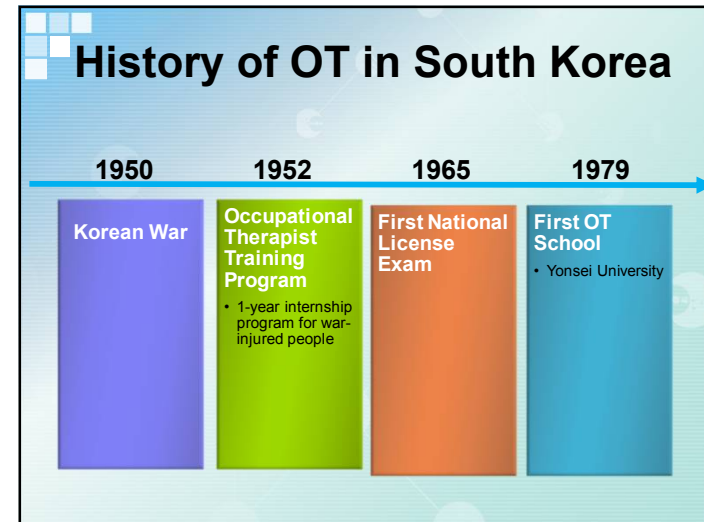 History of OT in South Korea
1950
1952
1965
1979
Korean War
Occupational
Therapist
Training
Program
• 1-year internship
program for war-
injured people
First National
License
Exam
First OT
School
• Yonsei University